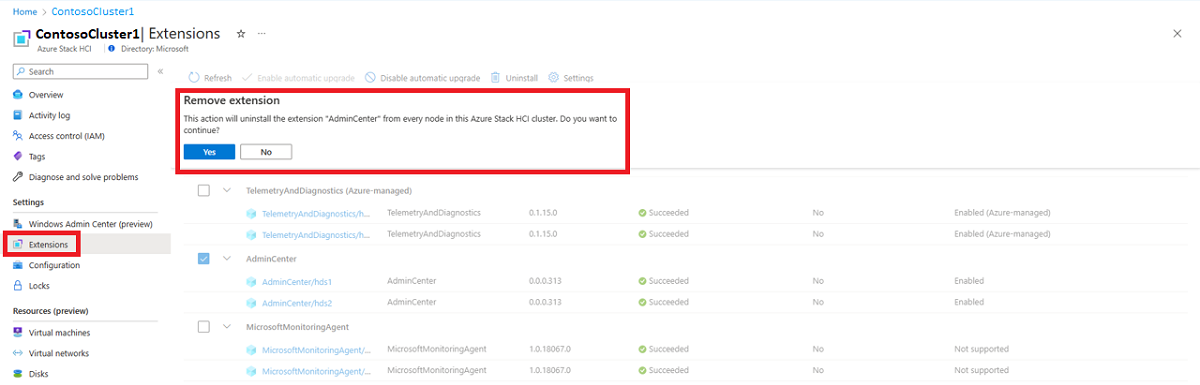 Home > ContosoCluster1
ContosoCluster1 | Extensions ☆ ...
Azure Stack HCI Directory: Microsoft
Search «
Overview
Activity log
Access control (IAM)
Tags
Diagnose and solve problems
Settings
Windows Admin Center (preview)
Extensions
Configuration
Locks
Resources (preview)
Virtual machines
Virtual networks
Disks
Refresh Enable automatic upgrade Disable automatic upgrade Uninstall Settings
Remove extension
This action will uninstall the extension "AdminCenter" from every node in this Azure Stack HCI cluster. Do you want to
continue?
Yes No
TelemetryAndDiagnostics (Azure-managed)
TelemetryAndDiagnostics/h... TelemetryAndDiagnostics 0.1.15.0 Succeeded No Enabled (Azure-managed)
TelemetryAndDiagnostics/h... TelemetryAndDiagnostics 0.1.15.0 Succeeded No Enabled (Azure-managed)
AdminCenter
AdminCenter/hds1 AdminCenter 0.0.0.313 Succeeded No Enabled
AdminCenter/hds2 AdminCenter 0.0.0.313 Succeeded No Enabled
MicrosoftMonitoringAgent
MicrosoftMonitoringAgent/... MicrosoftMonitoringAgent 1.0.18067.0 Succeeded No Not supported
MicrosoftMonitoringAgent/... MicrosoftMonitoringAgent 1.0.18067.0 Succeeded No Not supported